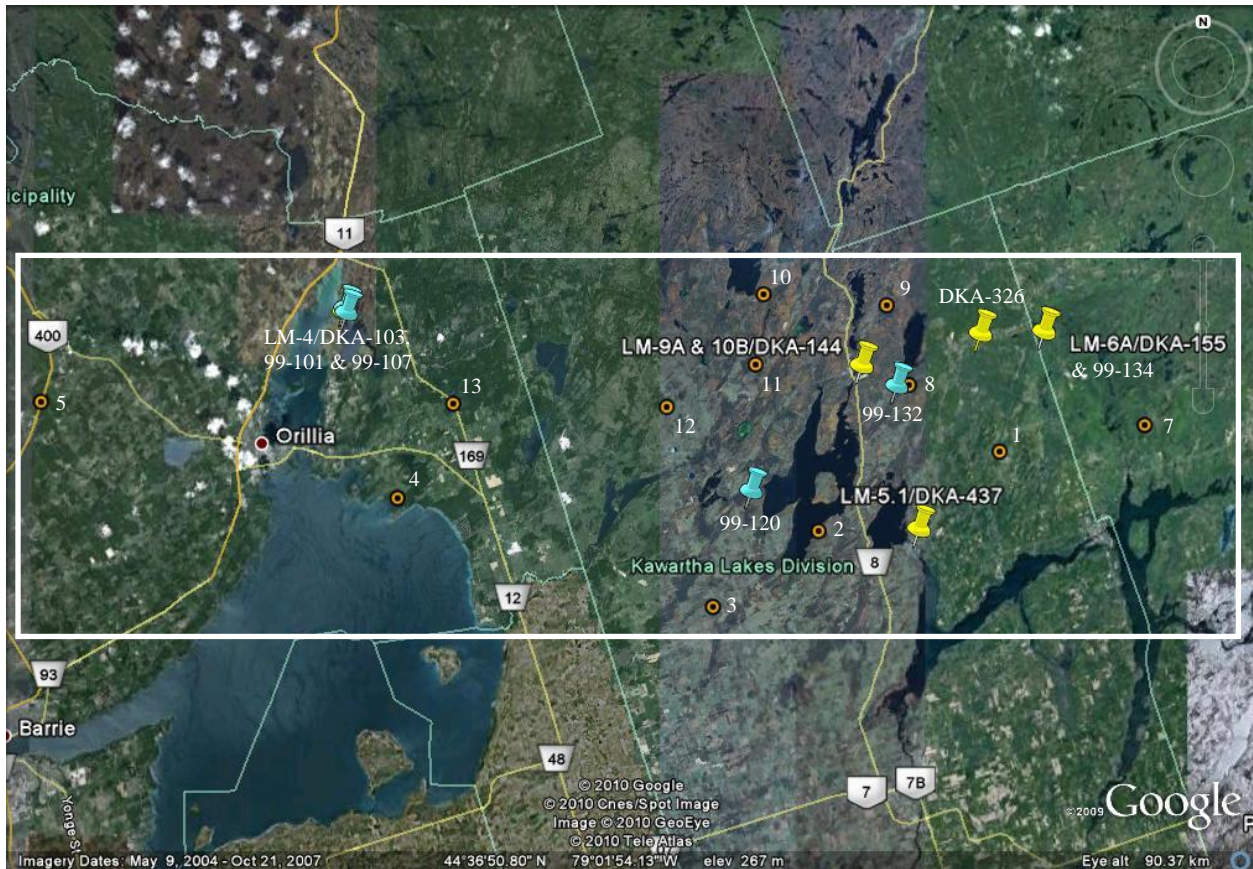 N
icipality
11
10
9
DKA-326
400
LM-4/DKA-103,
99-101 & 99-107
LM-9A & 10B/DKA-144
LM-6A/DKA-155
& 99-134
11
8
99-132
5
13
12
7
Orillia
169
1
4
99-120
LM-5.1/DKA-437
2
Kawartha Lakes Division
8
12
3
93
Barrie
48
7
7B
© 2010 Google
© 2010 Cnes/Spot Image
Image © 2010 GeoEye
© 2010 Tele Atlas
©2009 Google
Yonge St
P
Imagery Dates: May 9, 2004 - Oct 21, 2007
44°36'50.80" N
79°01'54.13" W
elev 267 m
Eye alt 90.37 km